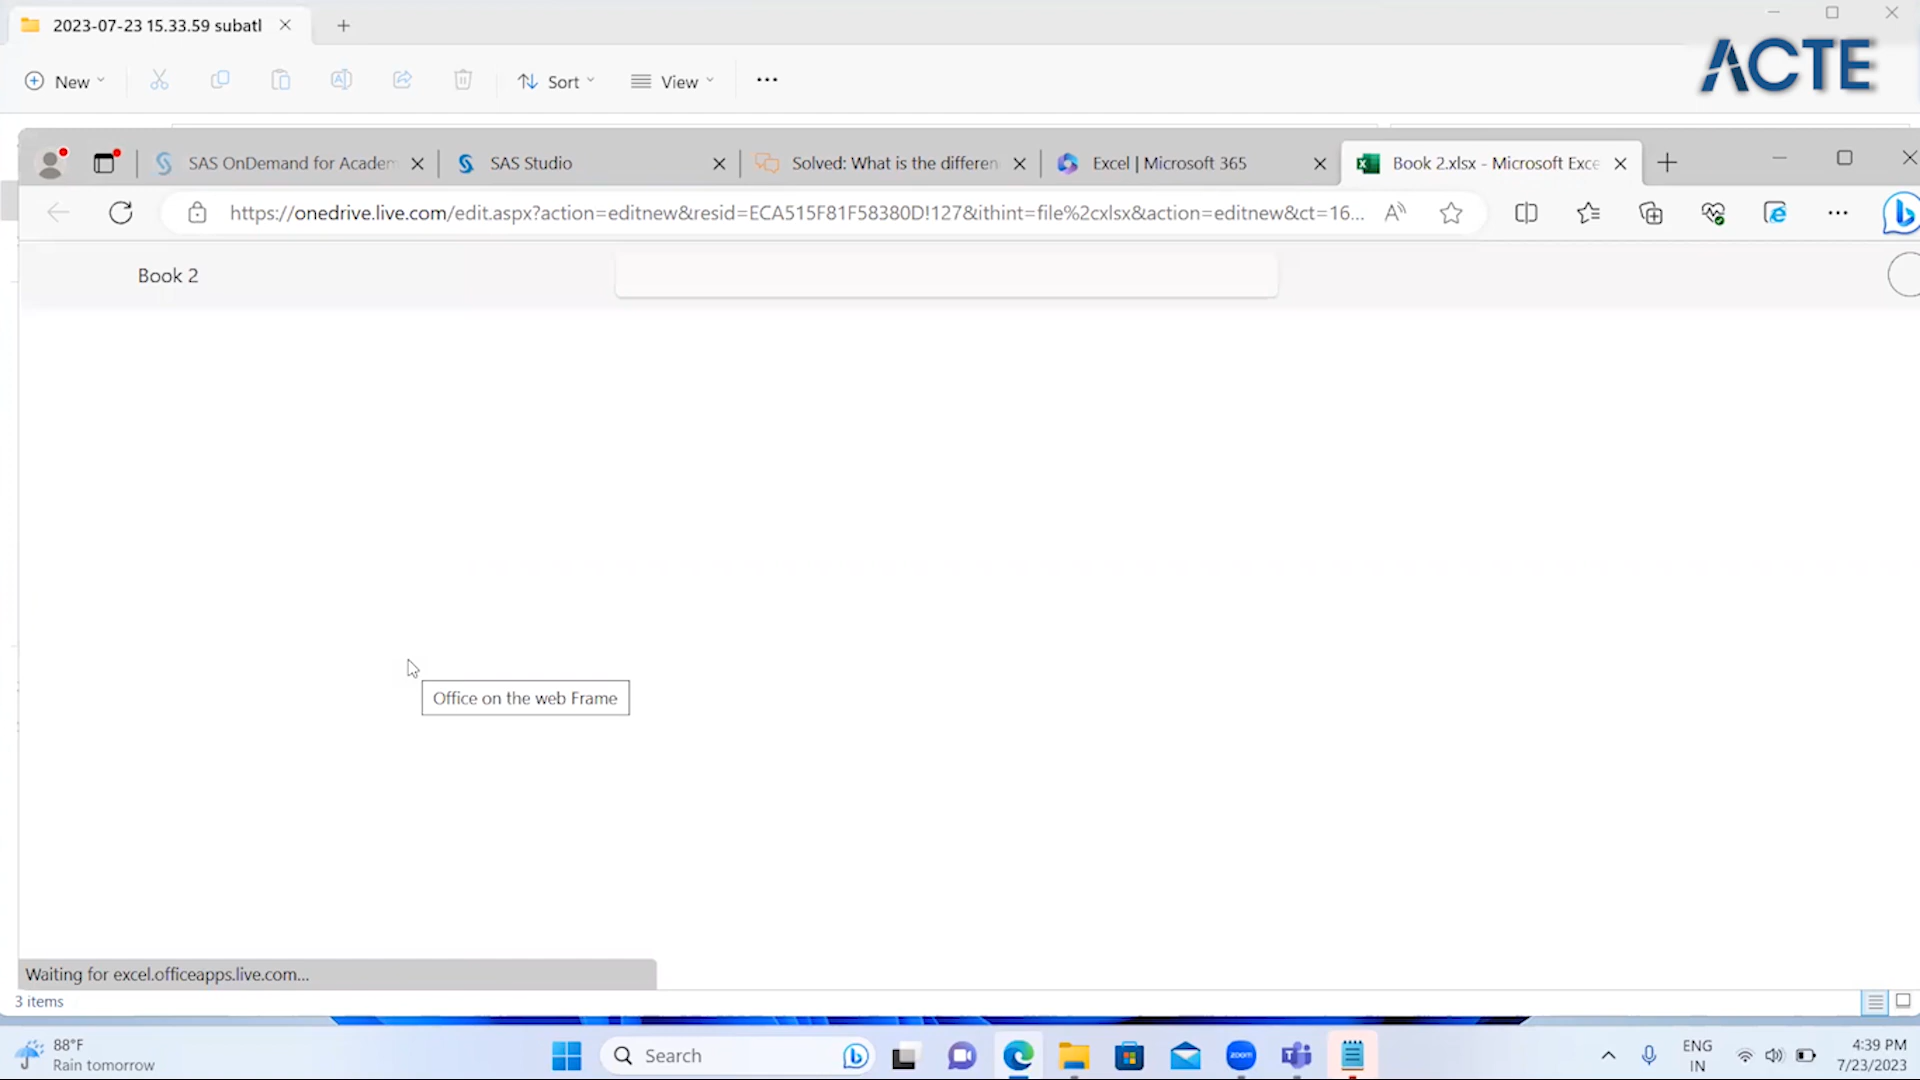 2023-07-23 15.33.59 subatl
ACTE
New
Sort
View
SAS OnDemand for Academ
SAS Studio
Solved: What is the differen
Excel | Microsoft 365
Book 2.xlsx - Microsoft Exce
https://onedrive.live.com/edit.aspx?action=editnew&resid=ECA515F81F58380D!127&ithint=file%2cxlsx&action=editnew&ct=16...
Book 2
Office on the web Frame
Waiting for excel.officeapps.live.com...
3 items
88°F
Rain tomorrow
Search
zoom
ENG
IN
4:39 PM
7/23/2023